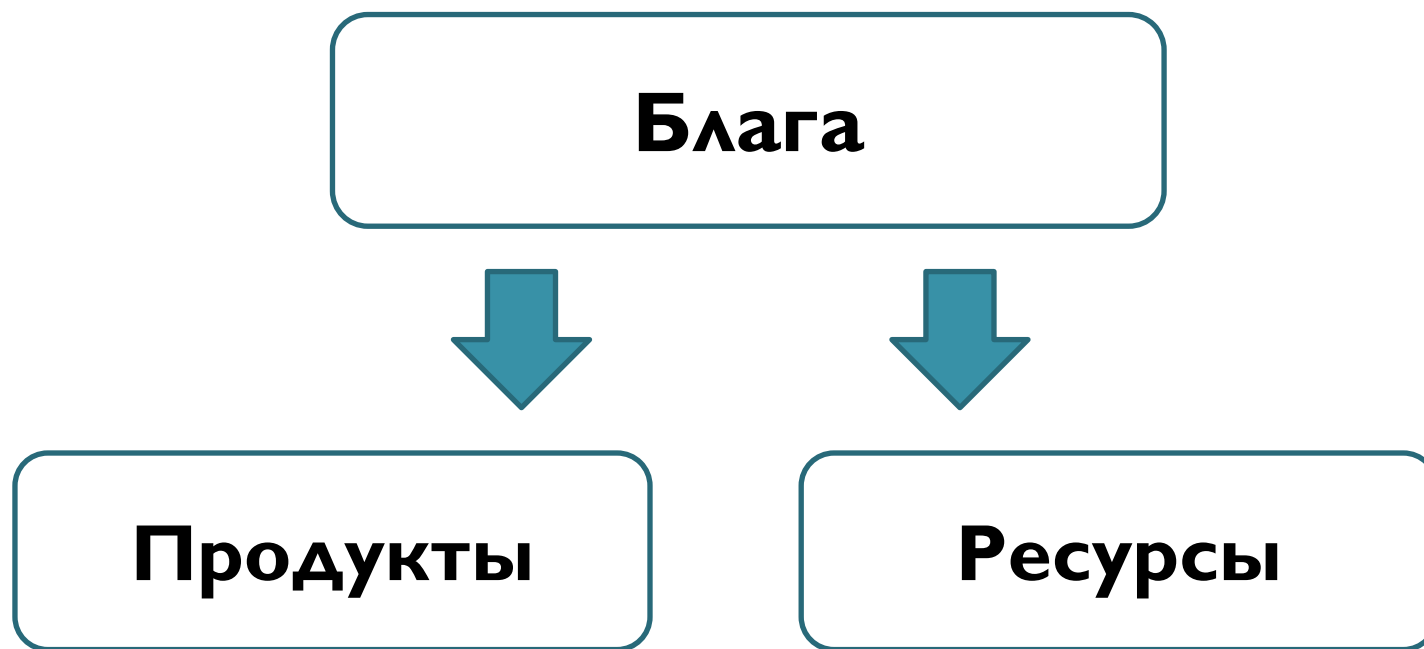 Блага
Продукты
Ресурсы